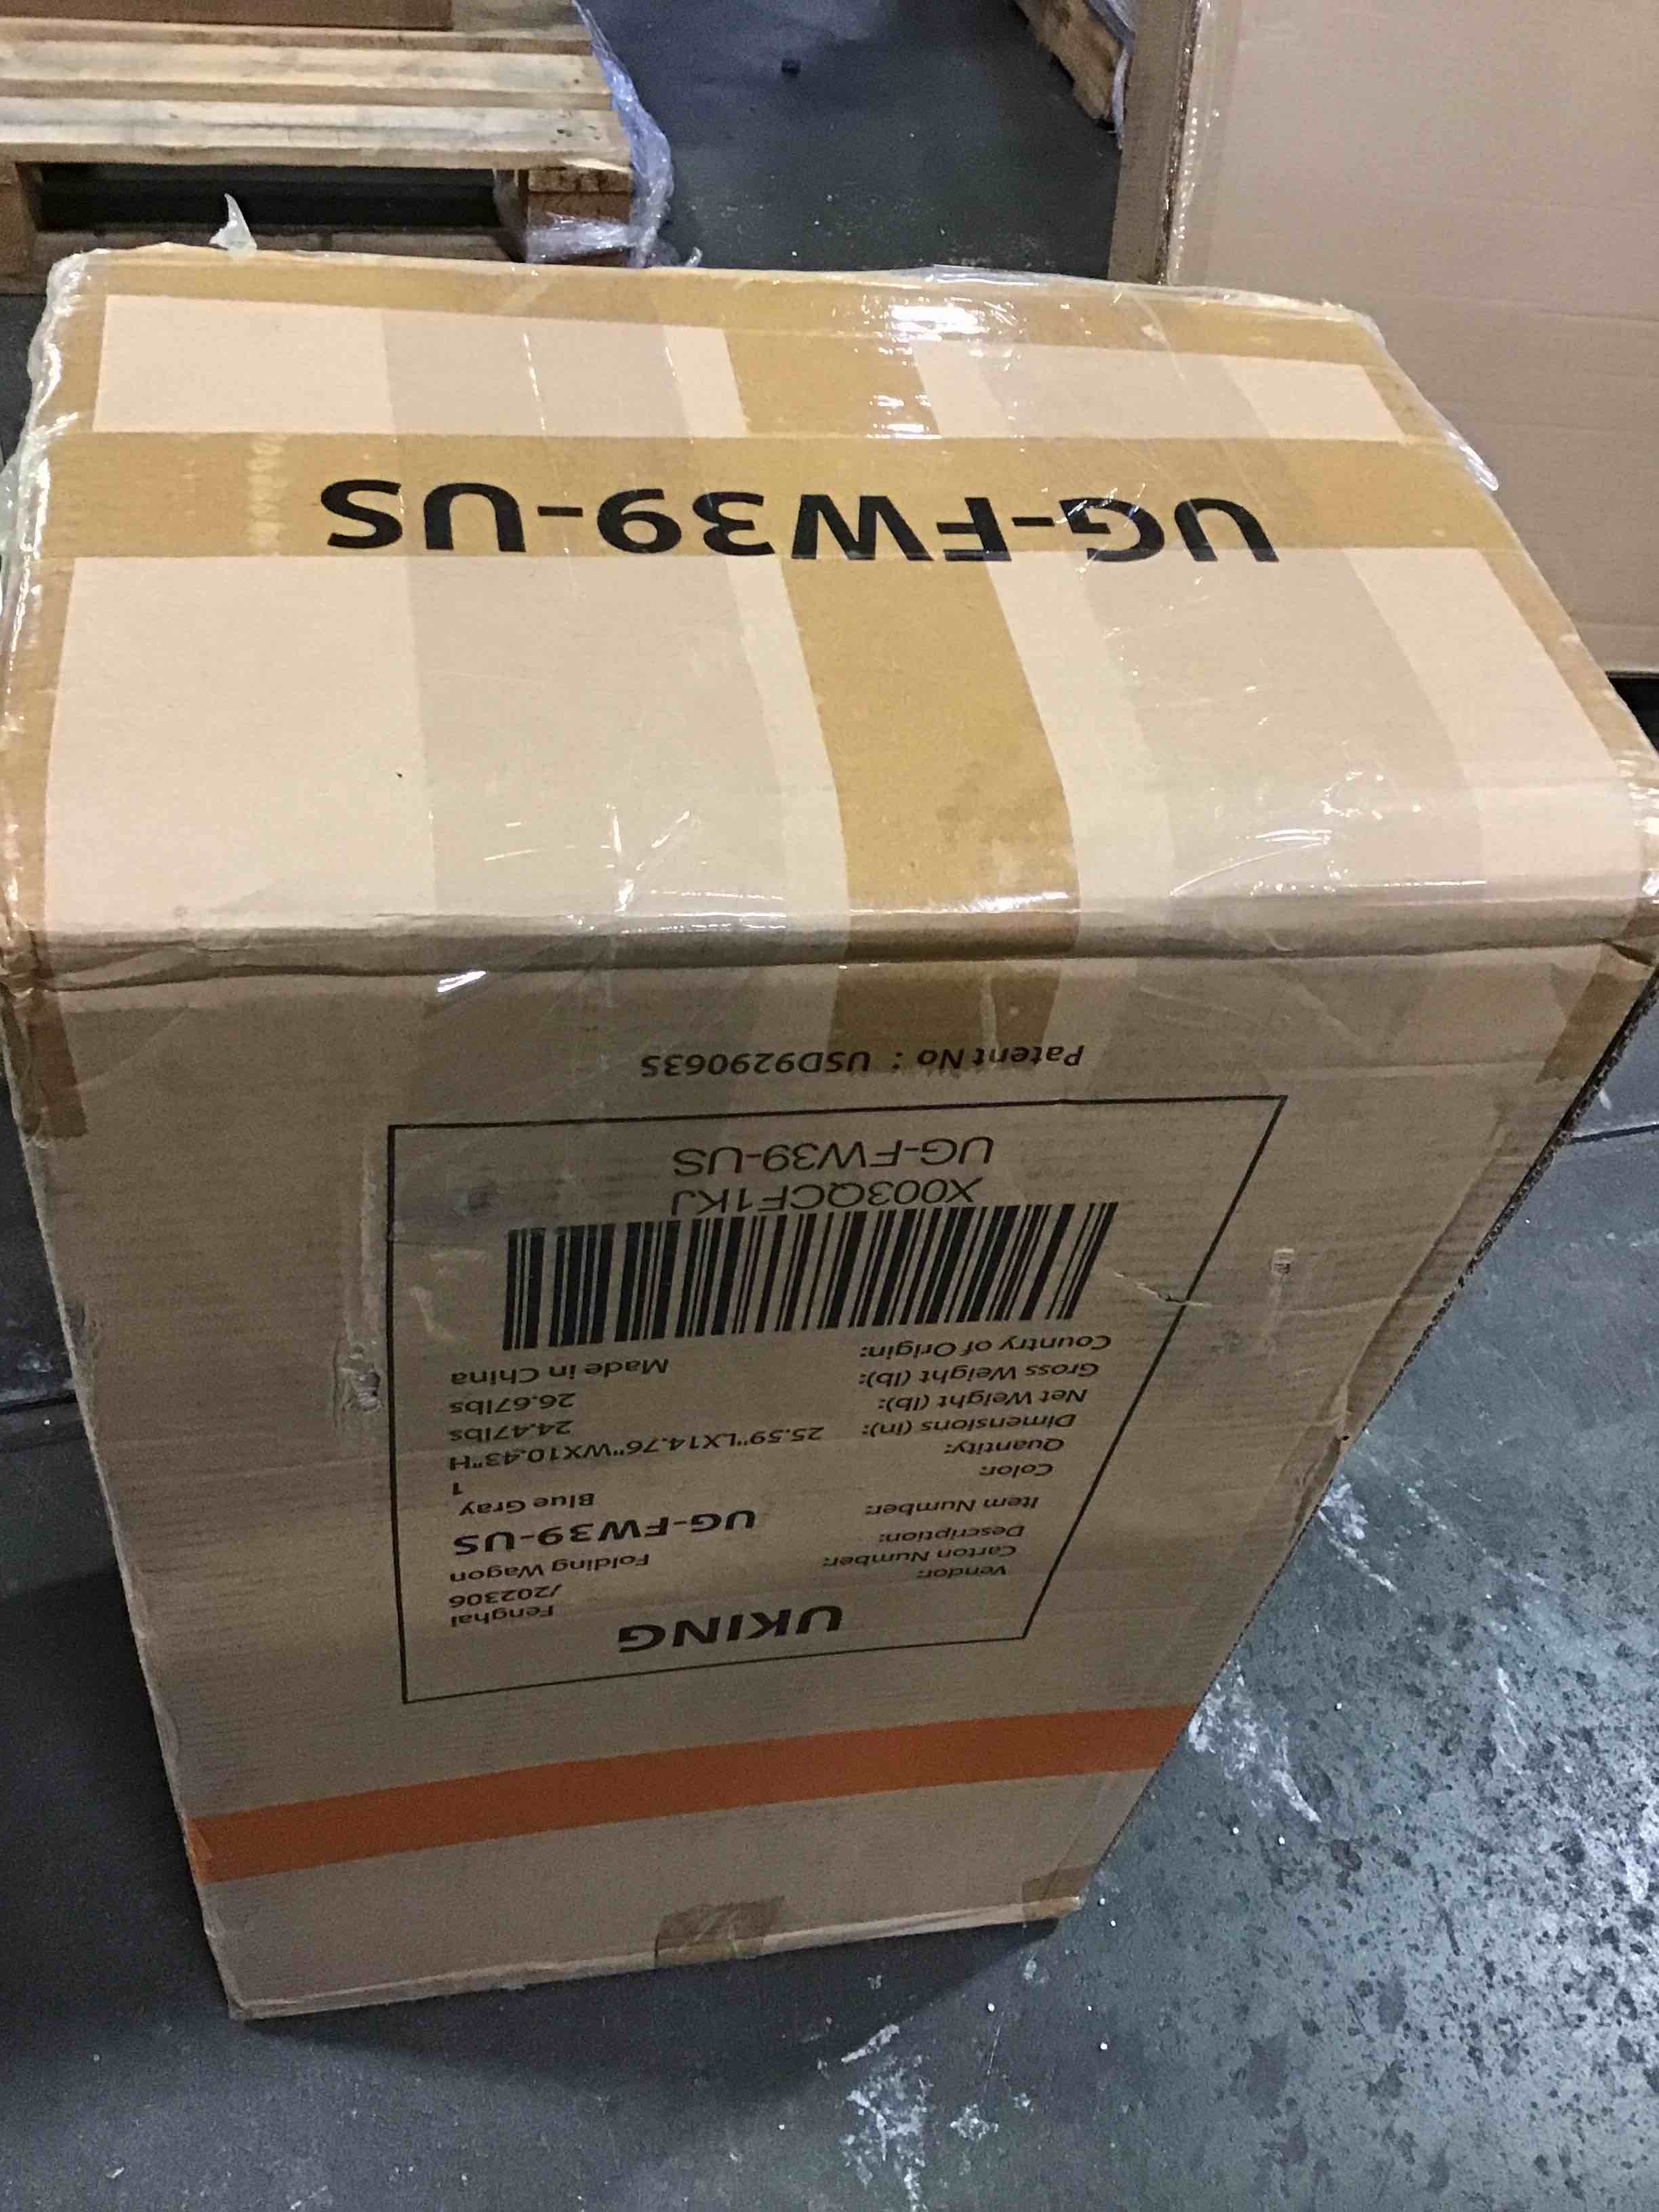 UG-FW39-US
UKING
Vendor: Fenghai
Carton Number: /202306
Description: Folding Wagon
Item Number: UG-FW39-US
Color: Blue Gray
Quantity: 1
Dimensions (in): 25.59"LX14.76"WX10.43"H
Net Weight (lb): 24.47lbs
Gross Weight (lb): 26.67lbs
Country of Origin: Made in China
X003QCF1KJ
UG-FW39-US
Patent No : USD929063S